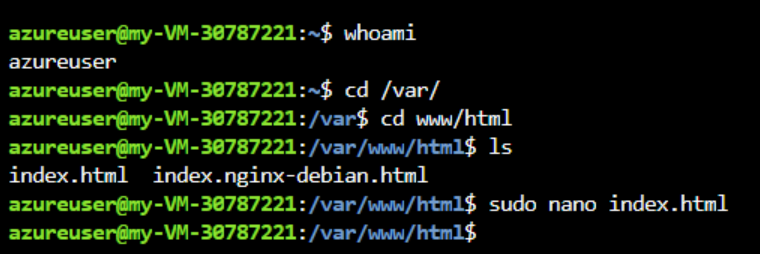 azureuser@my-VM-30787221:~$ whoami
azureuser
azureuser@my-VM-30787221:~$ cd /var/
azureuser@my-VM-30787221:/var$ cd www/html
azureuser@my-VM-30787221:/var/www/html$ ls
index.html  index.nginx-debian.html
azureuser@my-VM-30787221:/var/www/html$ sudo nano index.html
azureuser@my-VM-30787221:/var/www/html$